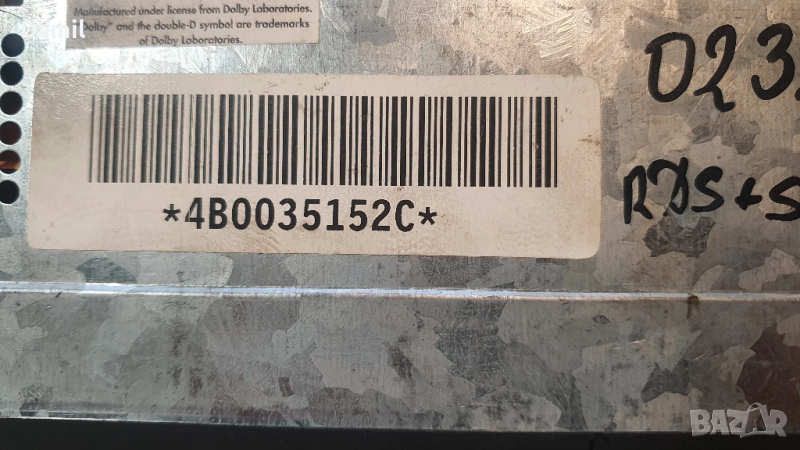 Manufactured under license from Dolby Laboratories.
"Dolby" and the double-D symbol are trademarks
of Dolby Laboratories.
*4B0035152C*
023
RDS+S
BAZAR